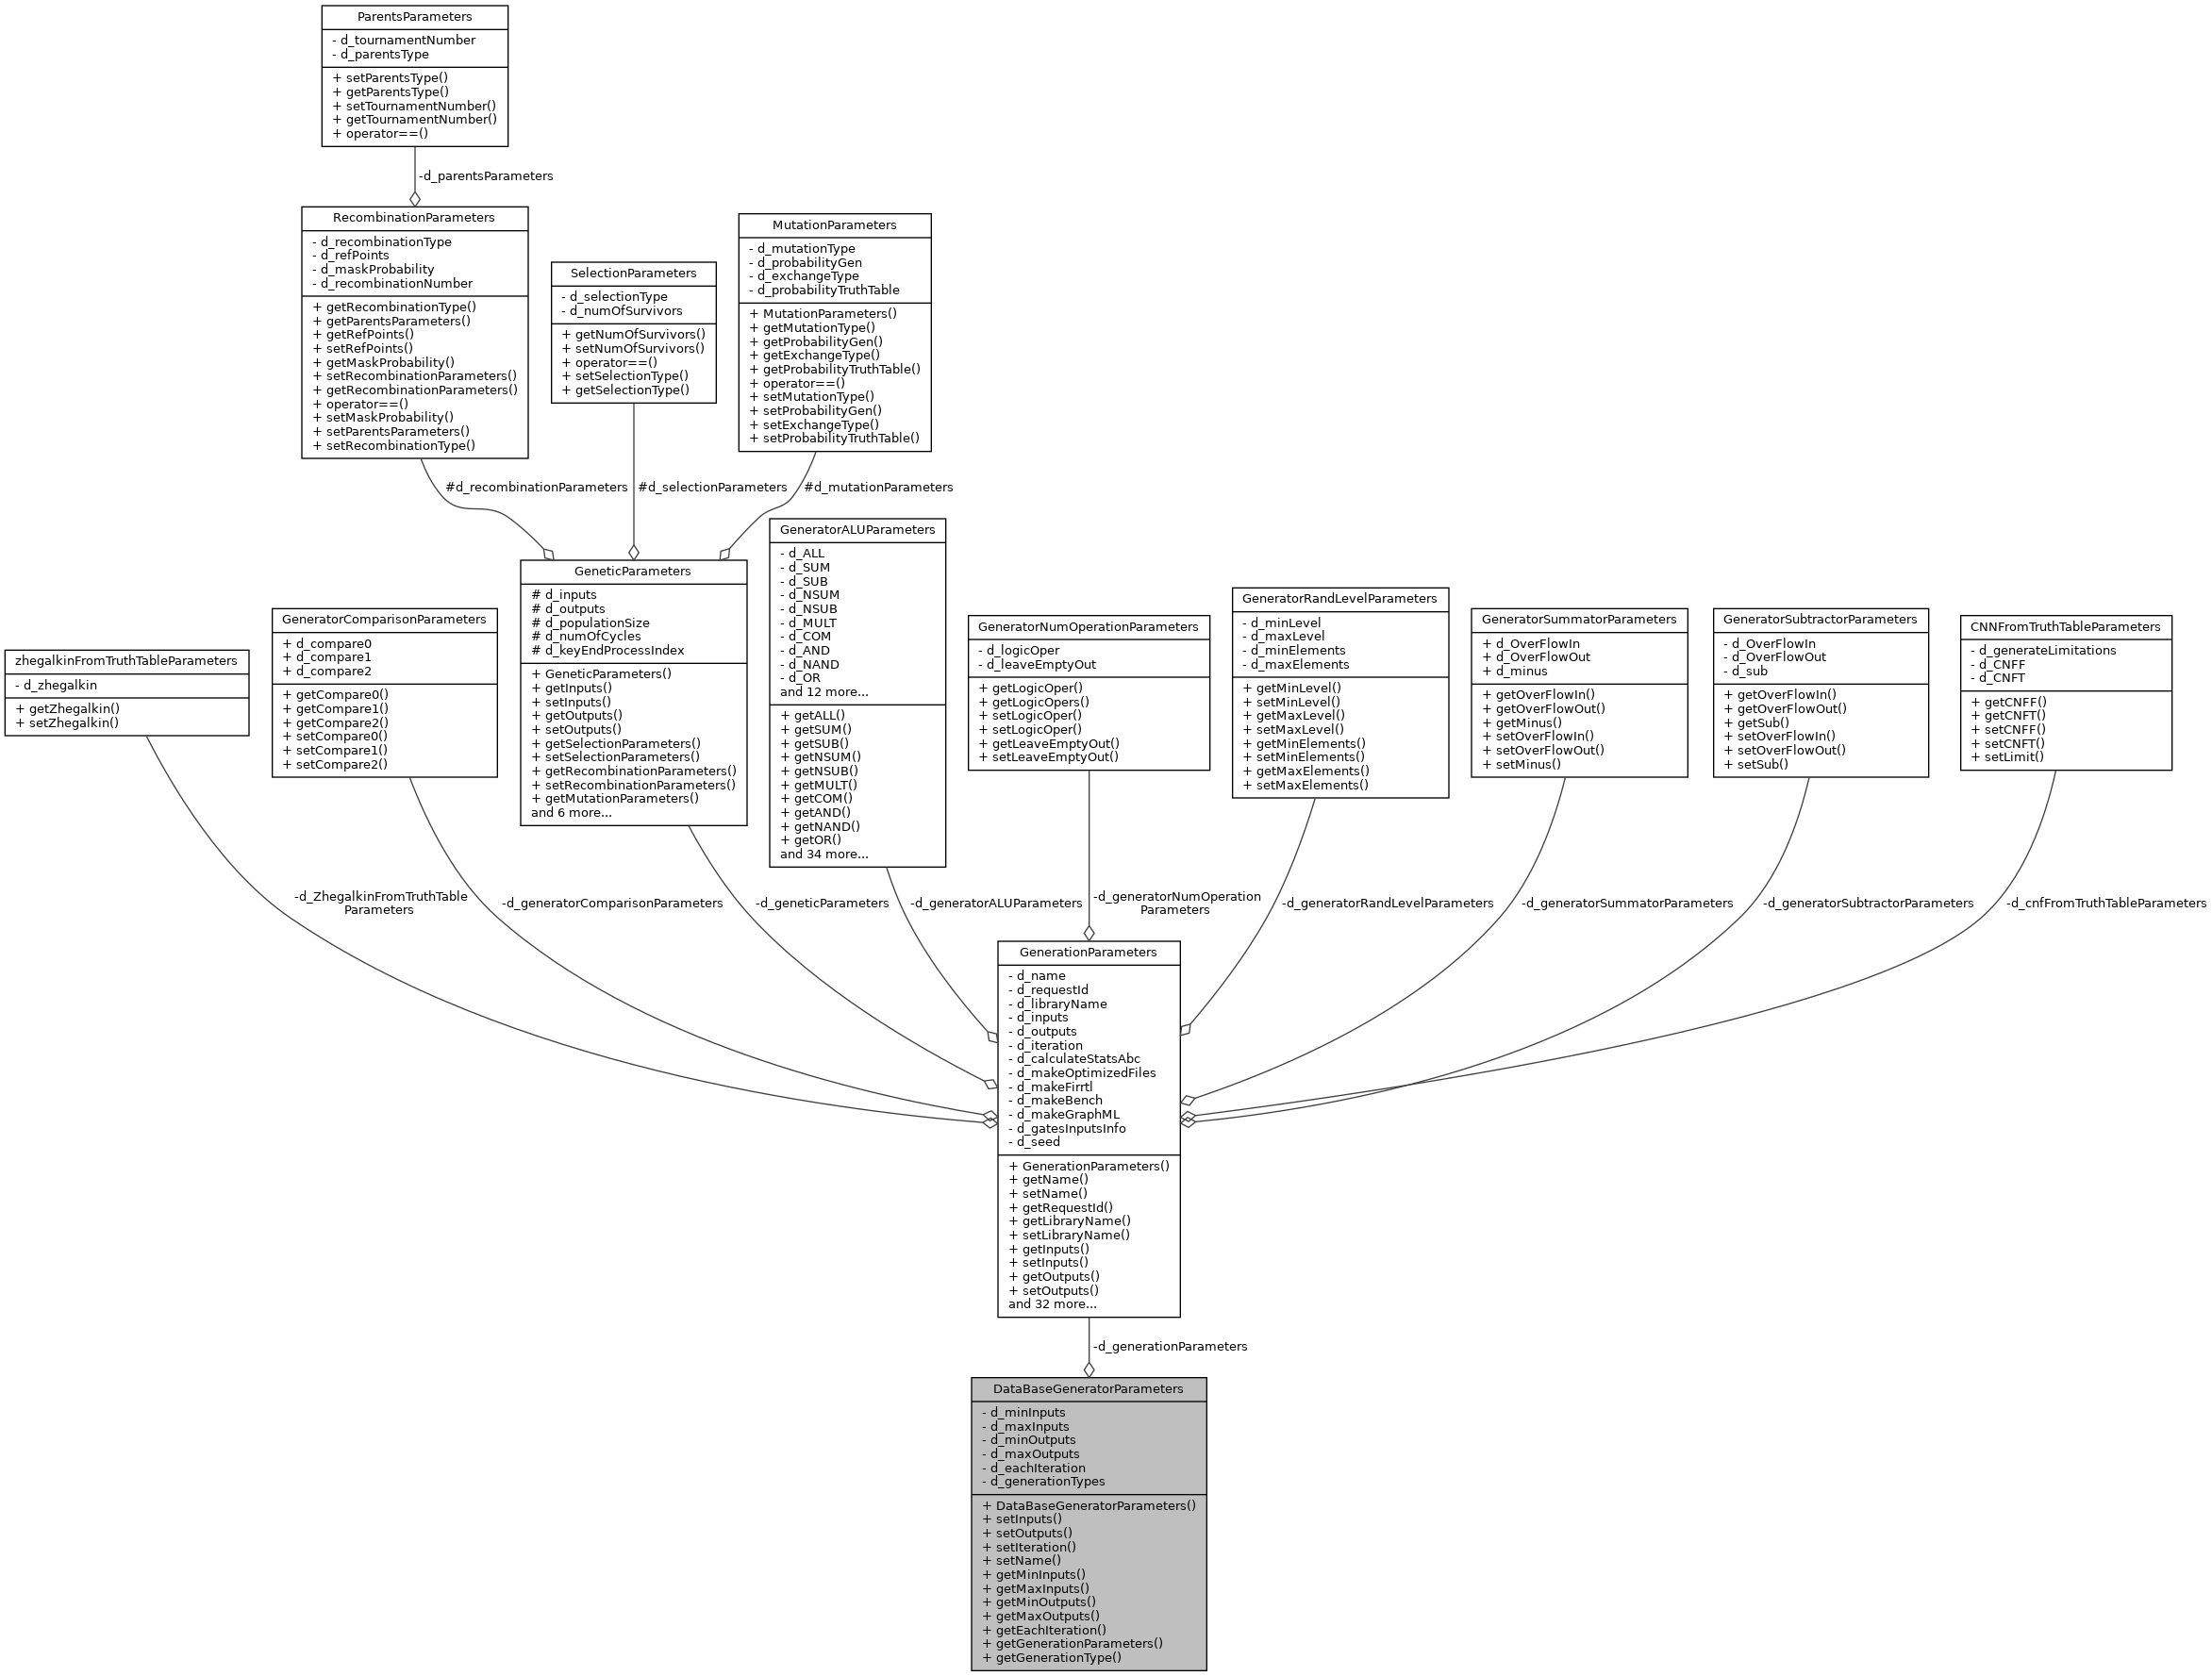 ParentsParameters
- d_tournamentNumber
- d_parentsType
+ setParentsType()
+ getParentsType()
+ setTournamentNumber()
+ getTournamentNumber()
+ operator==()
-d_parentsParameters
RecombinationParameters
- d_recombinationType
- d_refPoints
- d_maskProbability
- d_recombinationNumber
+ getRecombinationType()
+ getParentsParameters()
+ getRefPoints()
+ setRefPoints()
+ getMaskProbability()
+ setRecombinationParameters()
+ getRecombinationParameters()
+ operator==()
+ setMaskProbability()
+ setParentsParameters()
+ setRecombinationType()
SelectionParameters
- d_selectionType
- d_numOfSurvivors
+ getNumOfSurvivors()
+ setNumOfSurvivors()
+ operator==()
+ setSelectionType()
+ getSelectionType()
MutationParameters
- d_mutationType
- d_probabilityGen
- d_exchangeType
- d_probabilityTruthTable
+ MutationParameters()
+ getMutationType()
+ getProbabilityGen()
+ getExchangeType()
+ getProbabilityTruthTable()
+ operator==()
+ setMutationType()
+ setProbabilityGen()
+ setExchangeType()
+ setProbabilityTruthTable()
#d_recombinationParameters
#d_selectionParameters
#d_mutationParameters
zhegalkinFromTruthTableParameters
- d_zhegalkin
+ getZhegalkin()
+ setZhegalkin()
GeneratorComparisonParameters
+ d_compare0
+ d_compare1
+ d_compare2
+ getCompare0()
+ getCompare1()
+ getCompare2()
+ setCompare0()
+ setCompare1()
+ setCompare2()
GeneticParameters
# d_inputs
# d_outputs
# d_populationSize
# d_numOfCycles
# d_keyEndProcessIndex
+ GeneticParameters()
+ getInputs()
+ setInputs()
+ getOutputs()
+ setOutputs()
+ getSelectionParameters()
+ setSelectionParameters()
+ getRecombinationParameters()
+ setRecombinationParameters()
+ getMutationParameters()
and 6 more...
GeneratorALUParameters
- d_ALL
- d_SUM
- d_SUB
- d_NSUM
- d_NSUB
- d_MULT
- d_COM
- d_AND
- d_NAND
- d_OR
and 12 more...
+ getALL()
+ getSUM()
+ getSUB()
+ getNSUM()
+ getNSUB()
+ getMULT()
+ getCOM()
+ getAND()
+ getNAND()
+ getOR()
and 34 more...
GeneratorNumOperationParameters
- d_logicOper
- d_leaveEmptyOut
+ getLogicOper()
+ getLogicOpers()
+ setLogicOper()
+ setLogicOper()
+ getLeaveEmptyOut()
+ setLeaveEmptyOut()
GeneratorRandLevelParameters
- d_minLevel
- d_maxLevel
- d_minElements
- d_maxElements
+ getMinLevel()
+ setMinLevel()
+ getMaxLevel()
+ setMaxLevel()
+ getMinElements()
+ setMinElements()
+ getMaxElements()
+ setMaxElements()
GeneratorSummatorParameters
+ d_OverFlowIn
+ d_OverFlowOut
+ d_minus
+ getOverFlowIn()
+ getOverFlowOut()
+ getMinus()
+ setOverFlowIn()
+ setOverFlowOut()
+ setMinus()
GeneratorSubtractorParameters
- d_OverFlowIn
- d_OverFlowOut
- d_sub
+ getOverFlowIn()
+ getOverFlowOut()
+ getSub()
+ setOverFlowIn()
+ setOverFlowOut()
+ setSub()
CNNFromTruthTableParameters
- d_generateLimitations
- d_CNFF
- d_CNFT
+ getCNFF()
+ getCNFT()
+ setCNFF()
+ setCNFT()
+ setLimit()
-d_ZhegalkinFromTruthTable
Parameters
-d_generatorComparisonParameters
-d_geneticParameters
-d_generatorALUParameters
-d_generatorNumOperation
Parameters
-d_generatorRandLevelParameters
-d_generatorSummatorParameters
-d_generatorSubtractorParameters
-d_cnfFromTruthTableParameters
GenerationParameters
- d_name
- d_requestId
- d_libraryName
- d_inputs
- d_outputs
- d_iteration
- d_calculateStatsAbc
- d_makeOptimizedFiles
- d_makeFirrtl
- d_makeBench
- d_makeGraphML
- d_gatesInputsInfo
- d_seed
+ GenerationParameters()
+ getName()
+ setName()
+ getRequestId()
+ getLibraryName()
+ setLibraryName()
+ getInputs()
+ setInputs()
+ getOutputs()
+ setOutputs()
and 32 more...
-d_generationParameters
DataBaseGeneratorParameters
- d_minInputs
- d_maxInputs
- d_minOutputs
- d_maxOutputs
- d_eachIteration
- d_generationTypes
+ DataBaseGeneratorParameters()
+ setInputs()
+ setOutputs()
+ setIteration()
+ setName()
+ getMinInputs()
+ getMaxInputs()
+ getMinOutputs()
+ getMaxOutputs()
+ getEachIteration()
+ getGenerationParameters()
+ getGenerationType()